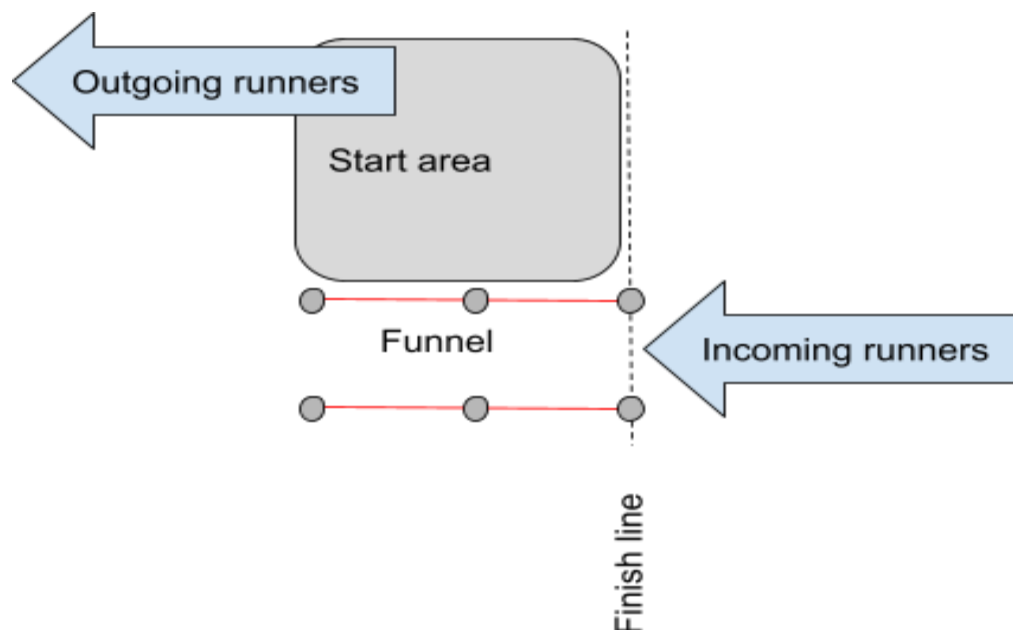 Outgoing runners
Start area
Funnel
Incoming runners
Finish line